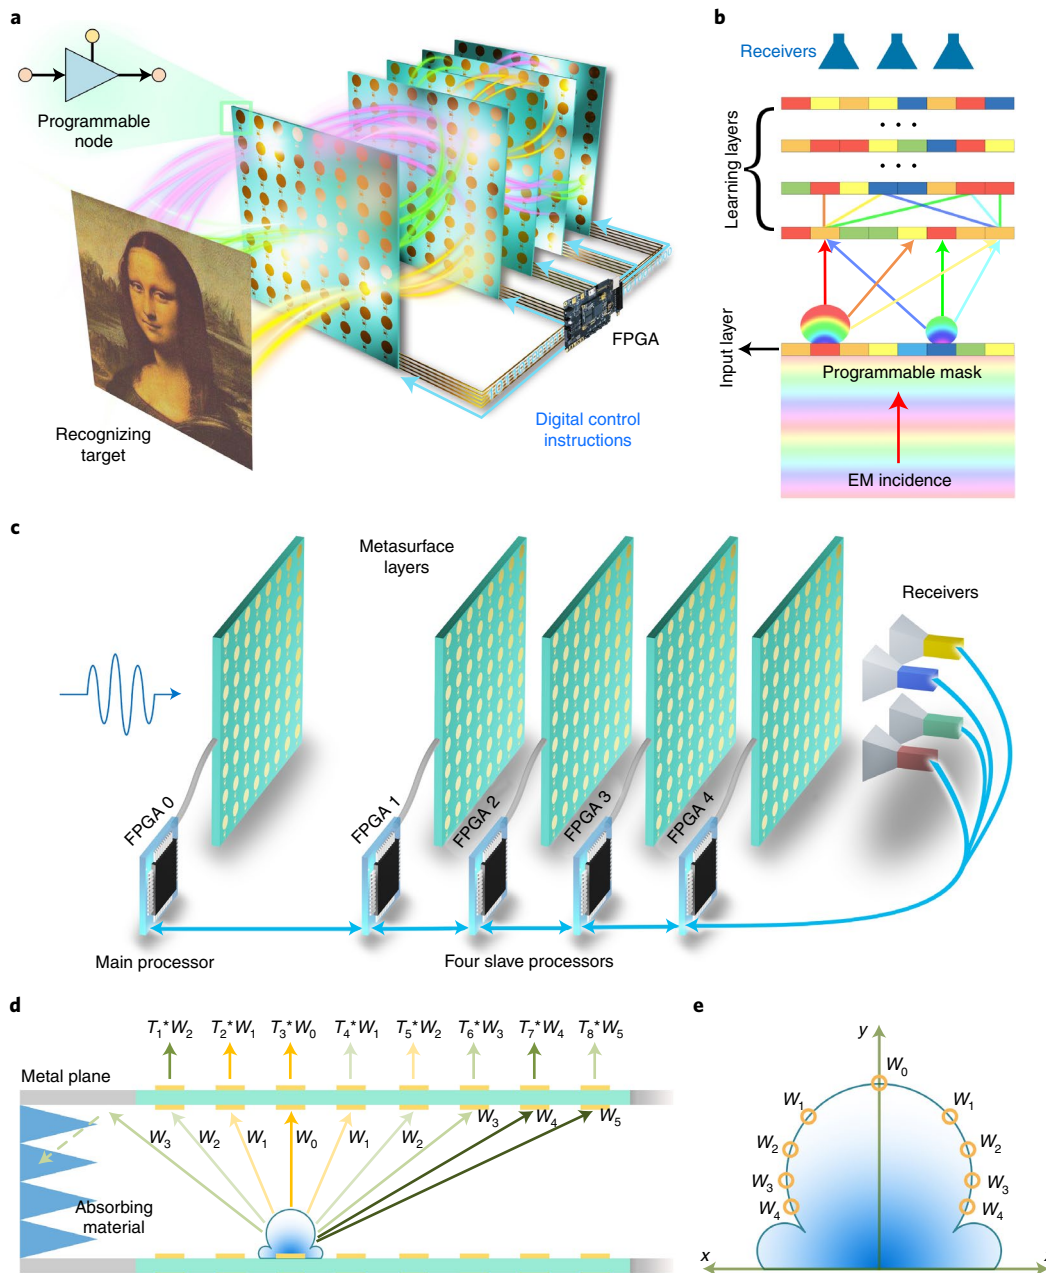 a
Programmable
node
Recognizing
target
FPGA
Digital control
instructions
b
Receivers
Learning layers
Input layer
Programmable mask
EM incidence
c
Metasurface
layers
Receivers
FPGA 0
FPGA 1
FPGA 2
FPGA 3
FPGA 4
Main processor
Four slave processors
d
T1*W2 T2*W1 T3*W0 T4*W1 T5*W2 T6*W3 T7*W4 T8*W5
Metal plane
W3 W2 W1 W0 W1 W2 W3 W4 W5
Absorbing
material
e
y
W0
W1 W1
W2 W2
W3 W3
W4 W4
x